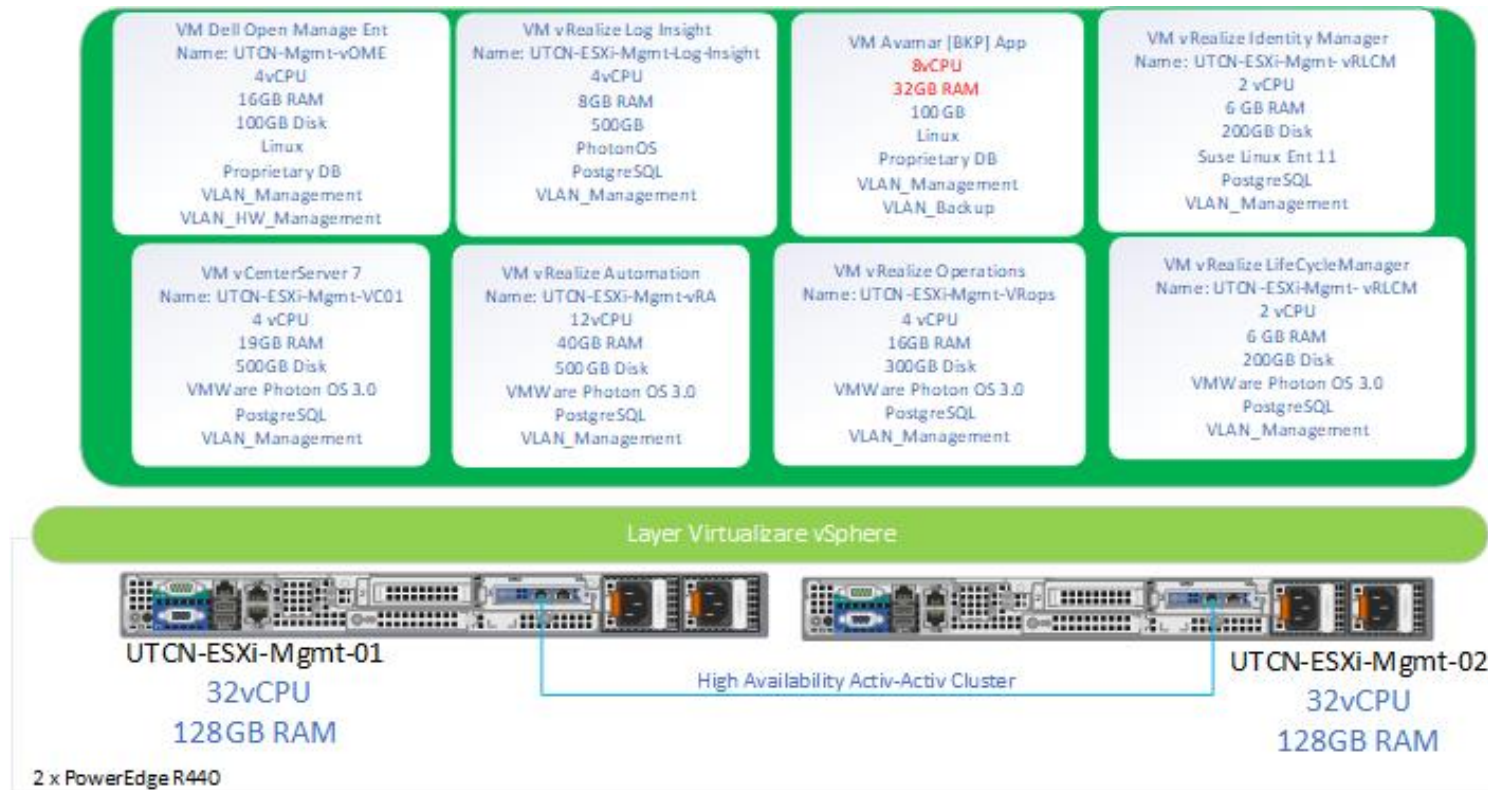 VM Dell Open Manage Ent
Name: UTCN-Mgmt-vOME
4vCPU
16GB RAM
100GB Disk
Linux
Proprietary DB
VLAN_Management
VLAN_HW_Management
VM vRealize Log Insight
Name: UTCN-ESXi-Mgmt-Log-Insight
4vCPU
8GB RAM
500GB
PhotonOS
PostgreSQL
VLAN_Management
VM Avamar [BKP] App
8vCPU
32GB RAM
100GB
Linux
Proprietary DB
VLAN_Management
VLAN_Backup
VM vRealize Identity Manager
Name: UTCN-ESXi-Mgmt- vRLCM
2 vCPU
6 GB RAM
200GB Disk
Suse Linux Ent 11
PostgreSQL
VLAN_Management
VM vCenterServer 7
Name: UTCN-ESXi-Mgmt-VC01
4 vCPU
19GB RAM
500GB Disk
VMWare Photon OS 3.0
PostgreSQL
VLAN_Management
VM vRealize Automation
Name: UTCN-ESXi-Mgmt-vRA
12vCPU
40GB RAM
500GB Disk
VMWare Photon OS 3.0
PostgreSQL
VLAN_Management
VM vRealize Operations
Name: UTCN-ESXi-Mgmt-VRops
4 vCPU
16GB RAM
300GB Disk
VMWare Photon OS 3.0
PostgreSQL
VLAN_Management
VM vRealize LifeCycleManager
Name: UTCN-ESXi-Mgmt- vRLCM
2 vCPU
6 GB RAM
200GB Disk
VMWare Photon OS 3.0
PostgreSQL
VLAN_Management
Layer Virtualizare vSphere
UTCN-ESXi-Mgmt-01
32vCPU
128GB RAM
High Availability Activ-Activ Cluster
UTCN-ESXi-Mgmt-02
32vCPU
128GB RAM
2 x PowerEdge R440